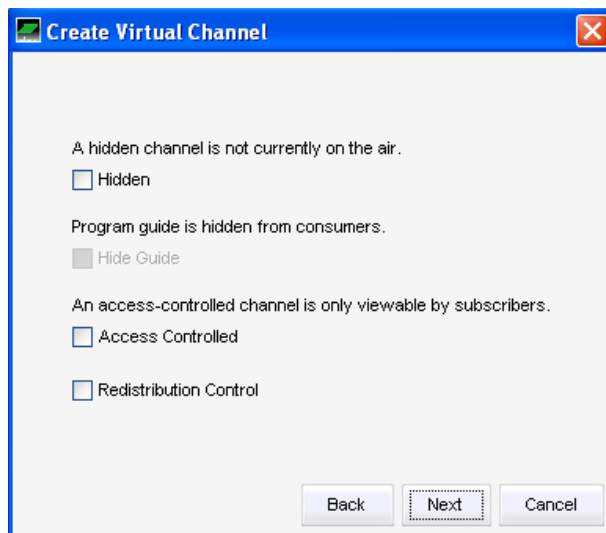 Create Virtual Channel
A hidden channel is not currently on the air.
Hidden
Program guide is hidden from consumers.
Hide Guide
An access-controlled channel is only viewable by subscribers.
Access Controlled
Redistribution Control
Back Next Cancel